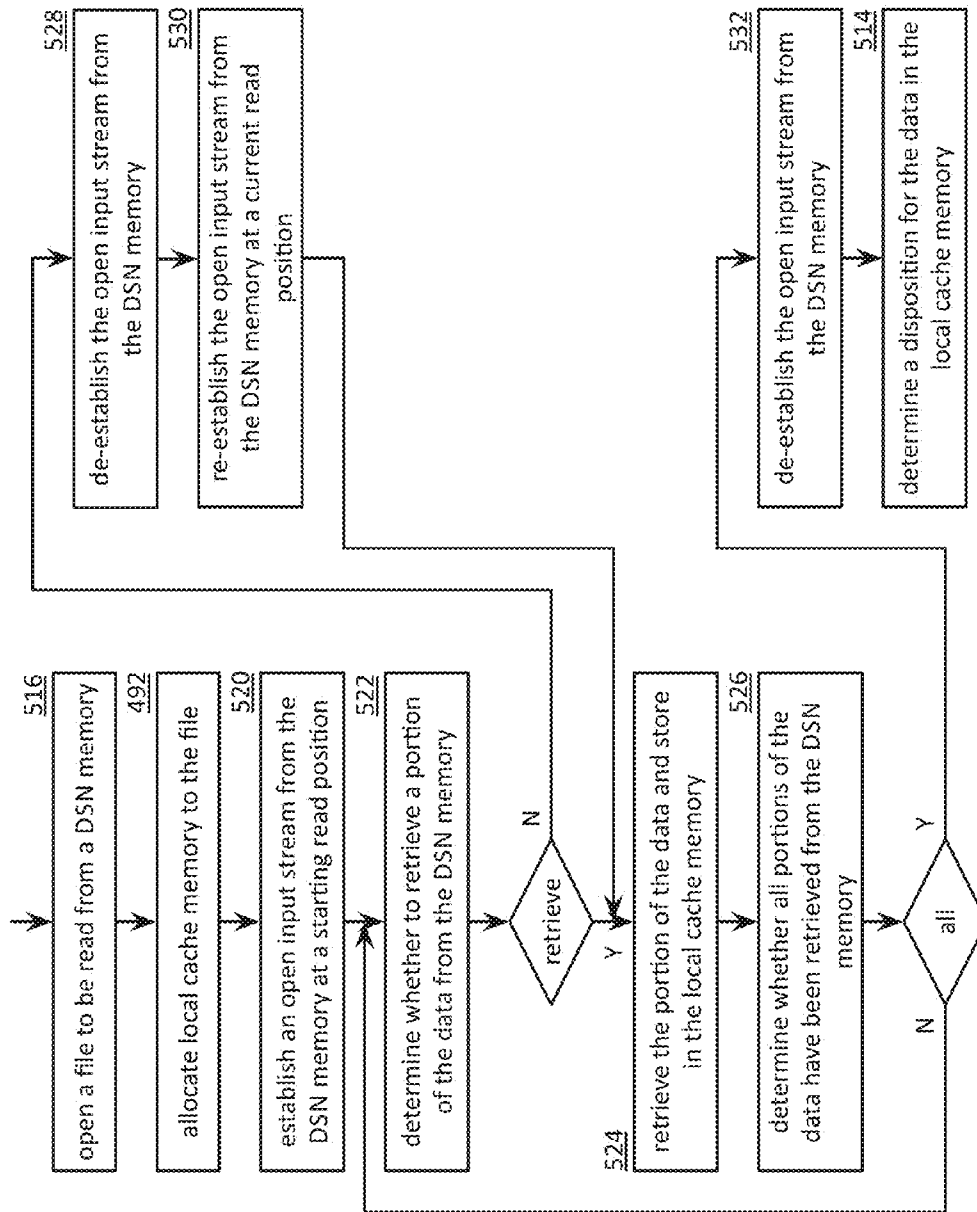 516
open a file to be read from a DSN memory
492
allocate local cache memory to the file
520
establish an open input stream from the
DSN memory at a starting read position
522
determine whether to retrieve a portion
of the data from the DSN memory
retrieve
N
Y
524
retrieve the portion of the data and store
in the local cache memory
526
determine whether all portions of the
data have been retrieved from the DSN
memory
all
N
Y
528
de-establish the open input stream from
the DSN memory
530
re-establish the open input stream from
the DSN memory at a current read
position
532
de-establish the open input stream from
the DSN memory
514
determine a disposition for the data in the
local cache memory